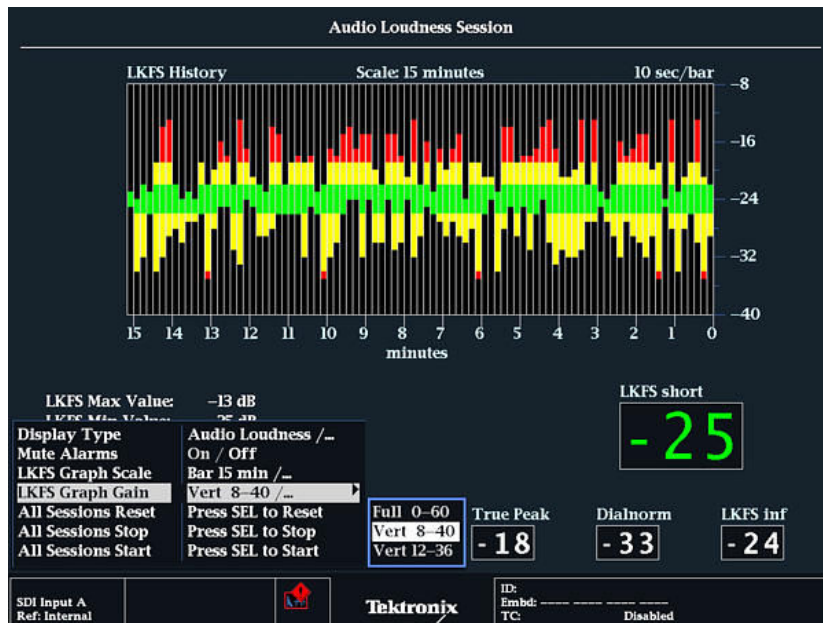 Audio Loudness Session
LKFS History Scale: 15 minutes 10 sec/bar
-8
-16
-24
-32
-40
15 14 13 12 11 10 9 8 7 6 5 4 3 2 1 0
minutes
LKFS Max Value: -13 dB
LKFS Min Value: -35 dB
LKFS short
-25
Display Type Audio Loudness /...
Mute Alarms On / Off
LKFS Graph Scale Bar 15 min /...
LKFS Graph Gain Vert 8-40 /...
All Sessions Reset Press SEL to Reset
All Sessions Stop Press SEL to Stop
All Sessions Start Press SEL to Start
Full 0-60
Vert 8-40
Vert 12-36
True Peak Dialnorm LKFS inf
-18 -33 -24
SDI Input A
Ref: Internal
Tektronix
ID:
Embd: ---- ---- ---- ----
TC: Disabled